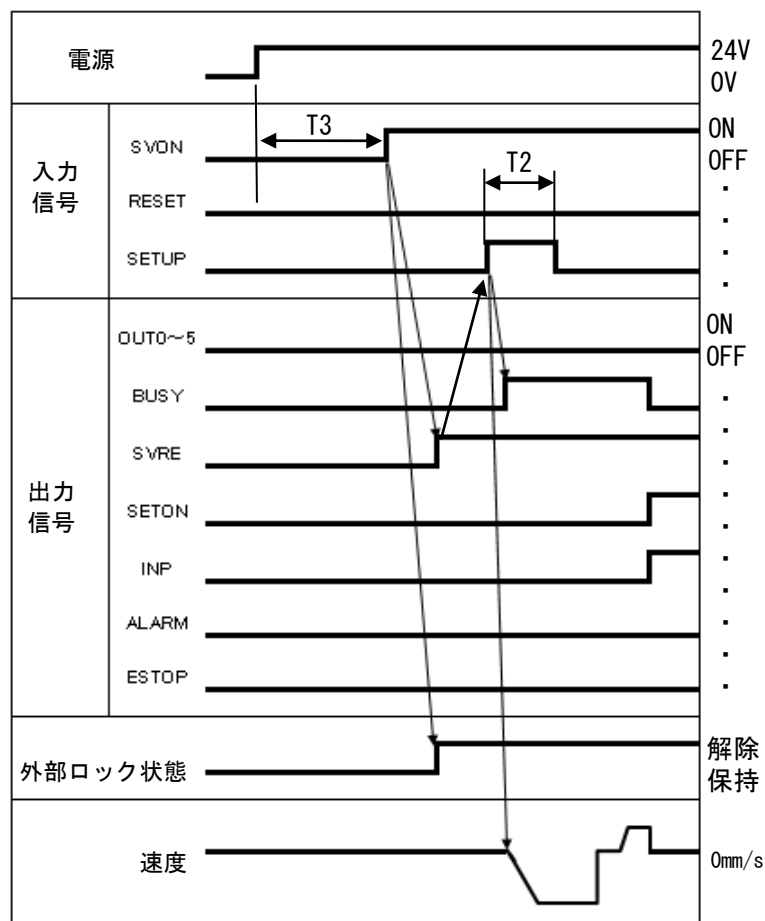 電源
24V
0V
T3
ON
OFF
入力
信号
SVON
RESET
SETUP
T2
ON
OFF
出力
信号
OUT0～5
BUSY
SVRE
SETON
INP
ALARM
ESTOP
外部ロック状態
解除
保持
速度
0mm/s